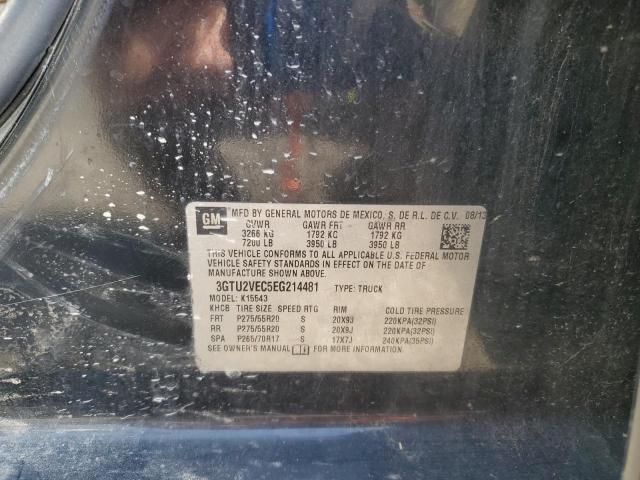 GM MFD BY GENERAL MOTORS DE MEXICO, S. DE R.L. DE C.V. 08/13
GVWR GAWR FRT GAWR RR
3266 KG 1792 KG 1792 KG
7200 LB 3950 LB 3950 LB
THIS VEHICLE CONFORMS TO ALL APPLICABLE U.S. FEDERAL MOTOR
VEHICLE SAFETY STANDARDS IN EFFECT ON THE DATE OF
MANUFACTURE SHOWN ABOVE.
3GTU2VEC5EG214481 TYPE: TRUCK
MODEL: K15543
KHCB TIRE SIZE SPEED RTG RIM COLD TIRE PRESSURE
FRT P275/55R20 S 20X9J 220KPA(32PSI)
RR P275/55R20 S 20X9J 220KPA(32PSI)
SPA P265/70R17 S 17X7J 240KPA(35PSI)
SEE OWNER'S MANUAL FOR MORE INFORMATION.